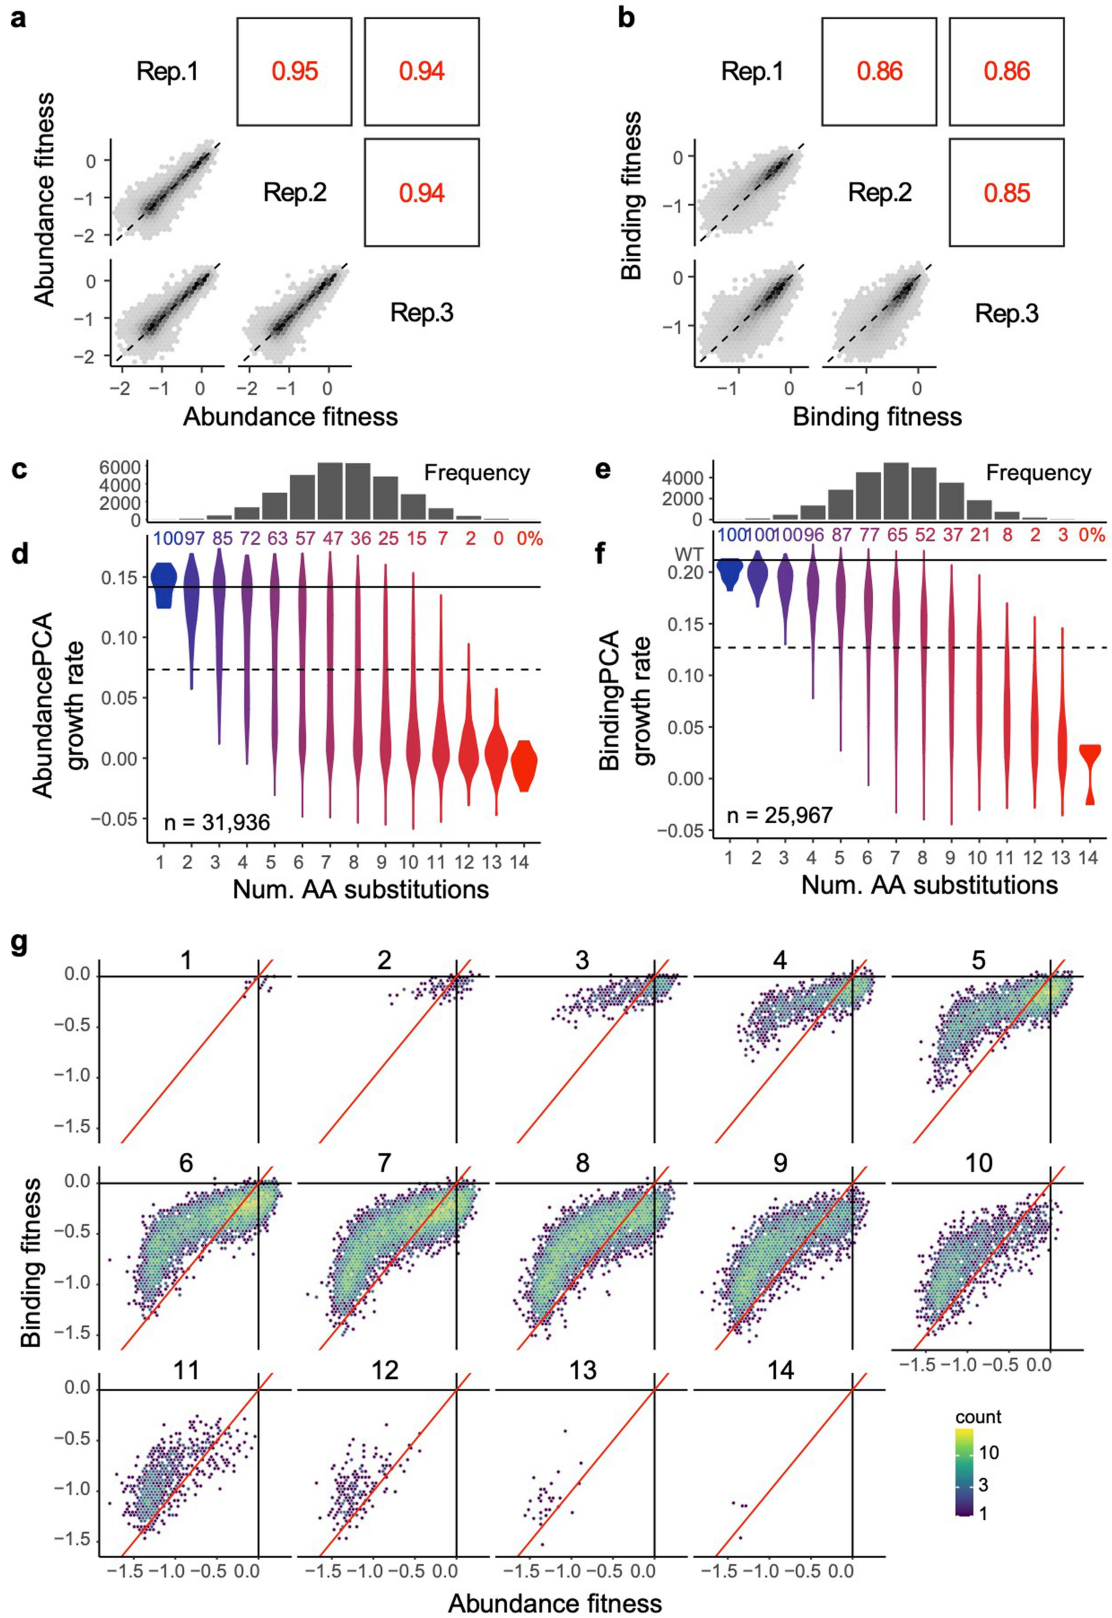 a
Rep.1
0.95
0.94
0
−1
−2
Rep.2
0.94
0
−1
−2
Rep.3
−2 −1 0
−2 −1 0
Abundance fitness
Abundance fitness
b
Rep.1
0.86
0.86
0
−1
Rep.2
0.85
0
−1
Rep.3
−1 0
−1 0
Binding fitness
Binding fitness
c
6000
4000
2000
0
Frequency
d
100 97 85 72 63 57 47 36 25 15 7 2 0 0%
0.15
0.10
0.05
0.00
−0.05
AbundancePCA
growth rate
n = 31,936
1 2 3 4 5 6 7 8 9 10 11 12 13 14
Num. AA substitutions
e
4000
2000
0
Frequency
f
100 100 100 96 87 77 65 52 37 21 8 2 3 0%
WT
0.20
0.15
0.10
0.05
0.00
−0.05
BindingPCA
growth rate
n = 25,967
1 2 3 4 5 6 7 8 9 10 11 12 13 14
Num. AA substitutions
g
1 2 3 4 5
0.0
−0.5
−1.0
−1.5
6 7 8 9 10
0.0
−0.5
−1.0
−1.5
−1.5 −1.0 −0.5 0.0
11 12 13 14
0.0
−0.5
−1.0
−1.5
−1.5 −1.0 −0.5 0.0
−1.5 −1.0 −0.5 0.0
−1.5 −1.0 −0.5 0.0
−1.5 −1.0 −0.5 0.0
Binding fitness
Abundance fitness
count
10
3
1